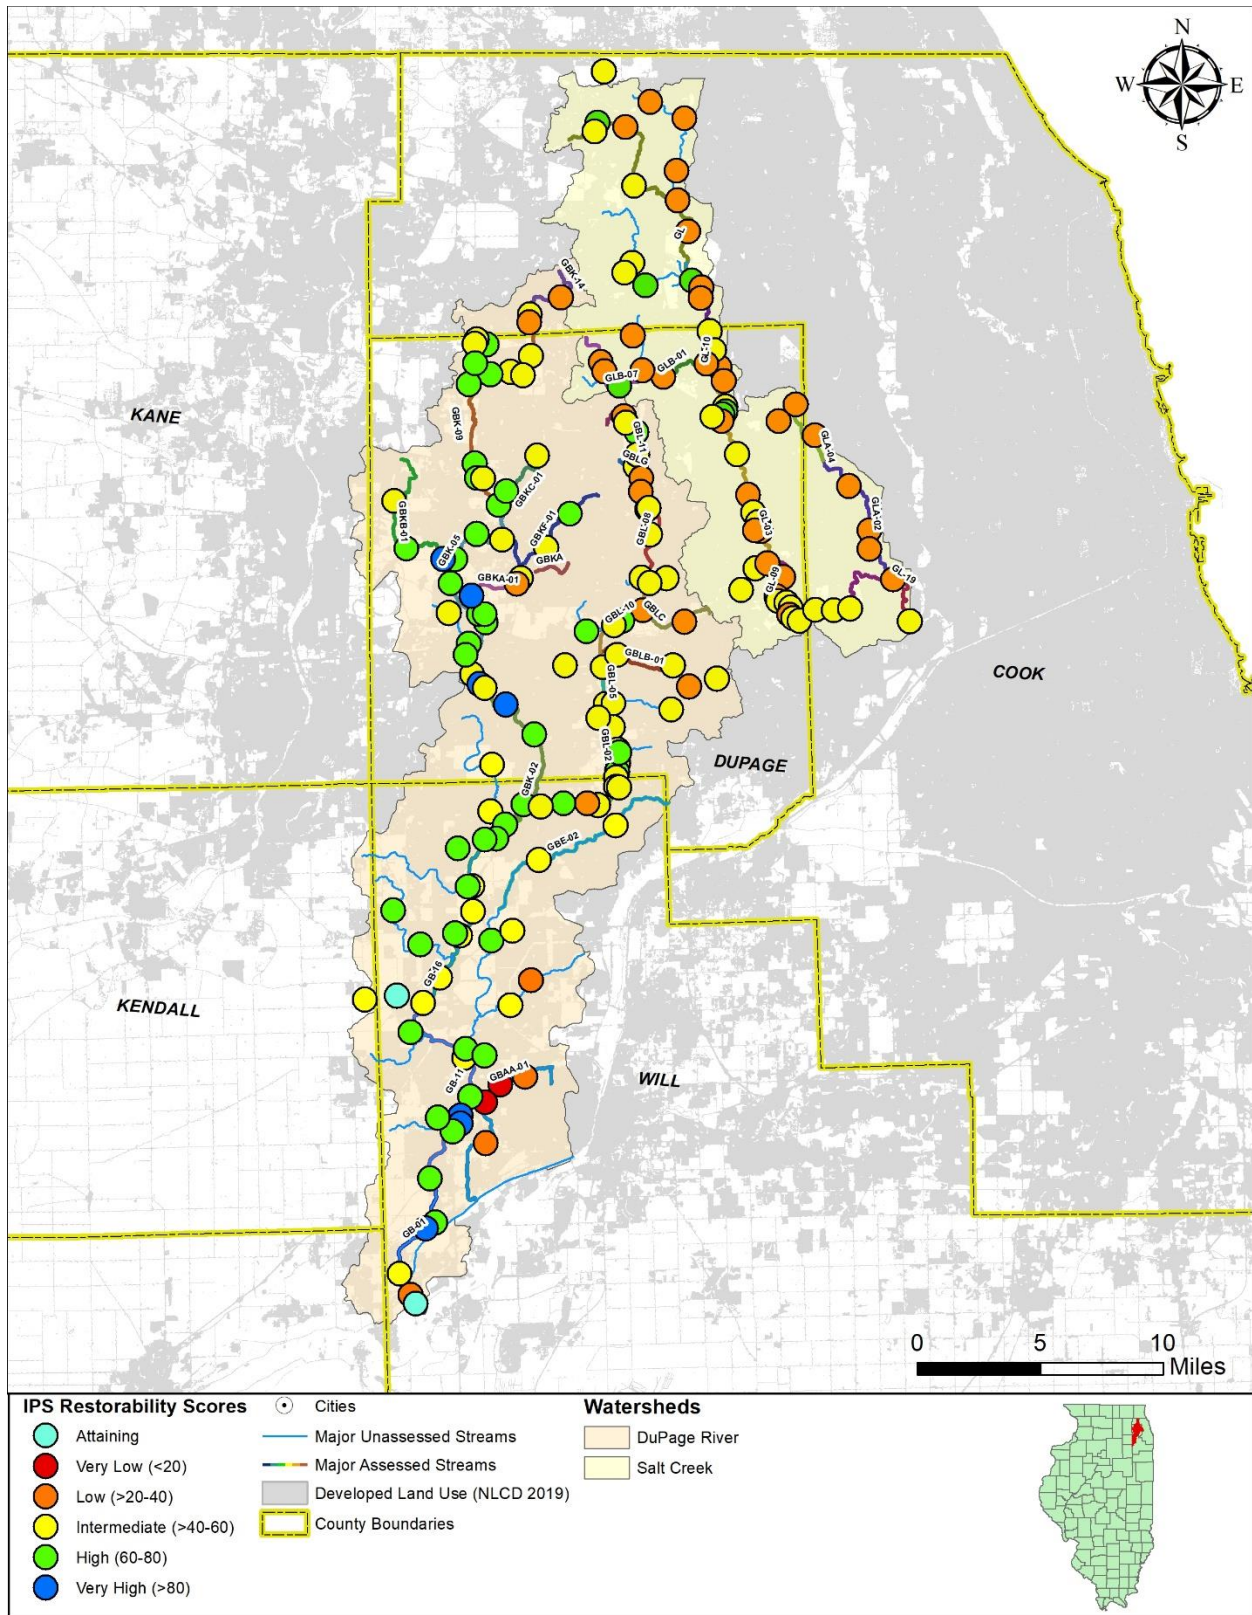 N
W E
S
GL
GBK-14
GL-10
GLB-01
GLB-07
KANE
GBK-09
GBL-11
GBLG
GLA-04
GBKC-01
GLA-02
GBKB-01
GBKF-01
GBL-08
GL-03
GBK-05
GBKA
GBKA-01
GL-09
GL-19
GBL-10
GBLC
GBLB-01
COOK
GBL-05
GBL-02
DUPAGE
GBK-02
GBE-02
GB-16
KENDALL
GB-11
GBAA-01
WILL
GB-01
0 5 10
Miles
IPS Restorability Scores
Attaining
Very Low (<20)
Low (>20-40)
Intermediate (>40-60)
High (60-80)
Very High (>80)
Cities
Major Unassessed Streams
Major Assessed Streams
Developed Land Use (NLCD 2019)
County Boundaries
Watersheds
DuPage River
Salt Creek